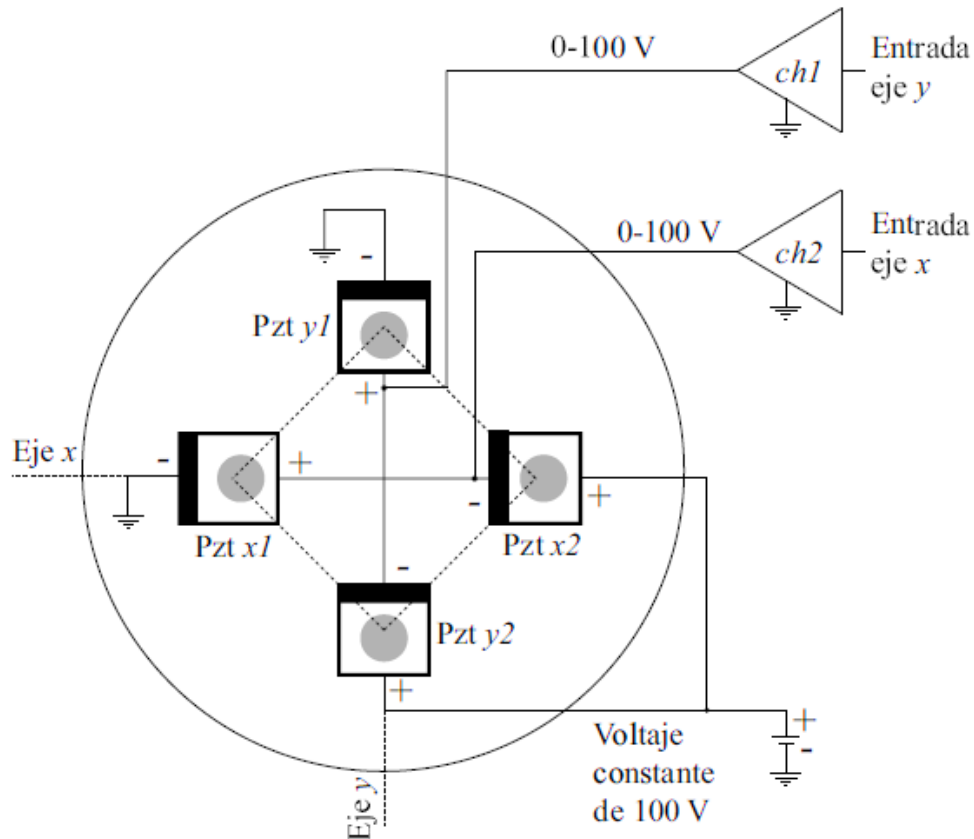 0-100 V
ch1
Entrada
eje y
0-100 V
ch2
Entrada
eje x
-
Pzt y1
+
Eje x
-
+
-
+
Pzt x1
Pzt x2
-
Pzt y2
+
Eje y
Voltaje
constante
de 100 V
+
-